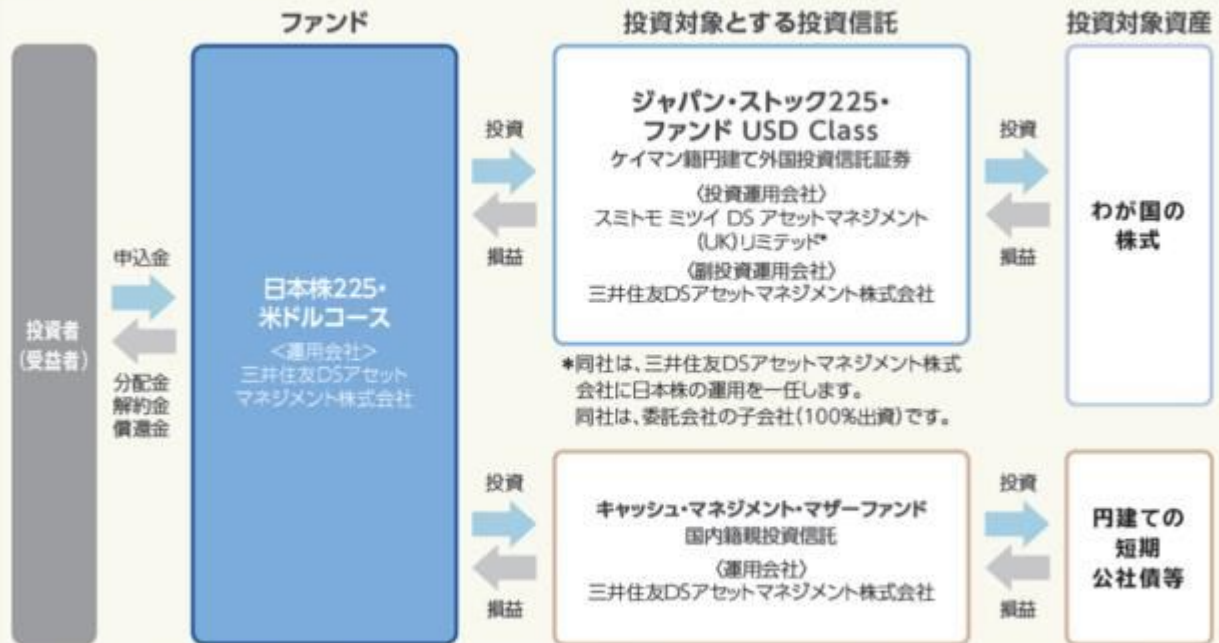 ファンド
投資対象とする投資信託
投資対象資産
投資者
(受益者)
申込金
分配金
解約金
償還金
日本株225・
米ドルコース
<運用会社>
三井住友DSアセット
マネジメント株式会社
投資
損益
ジャパン・ストック225・
ファンド USD Class
ケイマン籍円建て外国投資信託証券
〈投資運用会社〉
スミトモ ミツイ DS アセットマネジメント
(UK)リミテッド*
〈副投資運用会社〉
三井住友DSアセットマネジメント株式会社
投資
損益
わが国の
株式
*同社は、三井住友DSアセットマネジメント株式
会社に日本株の運用を一任します。
同社は、委託会社の子会社(100%出資)です。
投資
損益
キャッシュ・マネジメント・マザーファンド
国内籍親投資信託
〈運用会社〉
三井住友DSアセットマネジメント株式会社
投資
損益
円建ての
短期
公社債等